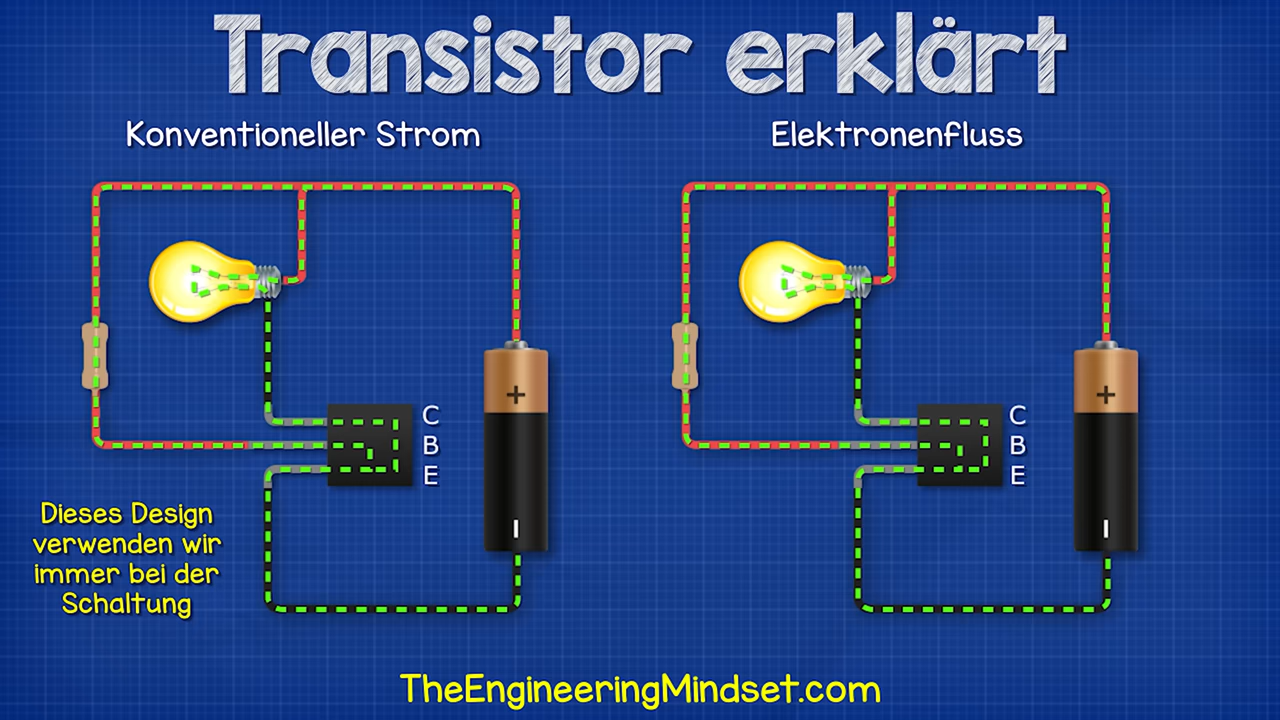 Transistor erklärt
Konventioneller Strom
Elektronenfluss
C
B
E
+
-
C
B
E
+
-
Dieses Design
verwenden wir
immer bei der
Schaltung
TheEngineeringMindset.com